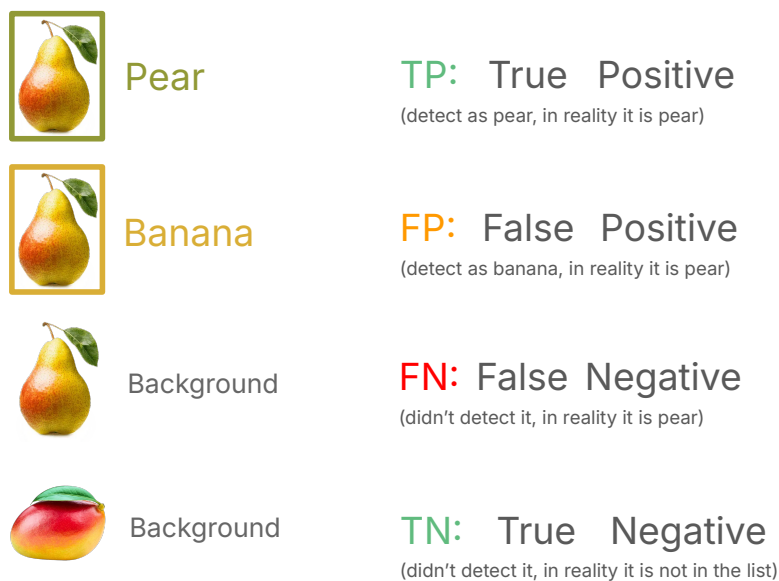 Pear
TP: True Positive
(detect as pear, in reality it is pear)
Banana
FP: False Positive
(detect as banana, in reality it is pear)
Background
FN: False Negative
(didn’t detect it, in reality it is pear)
Background
TN: True Negative
(didn’t detect it, in reality it is not in the list)